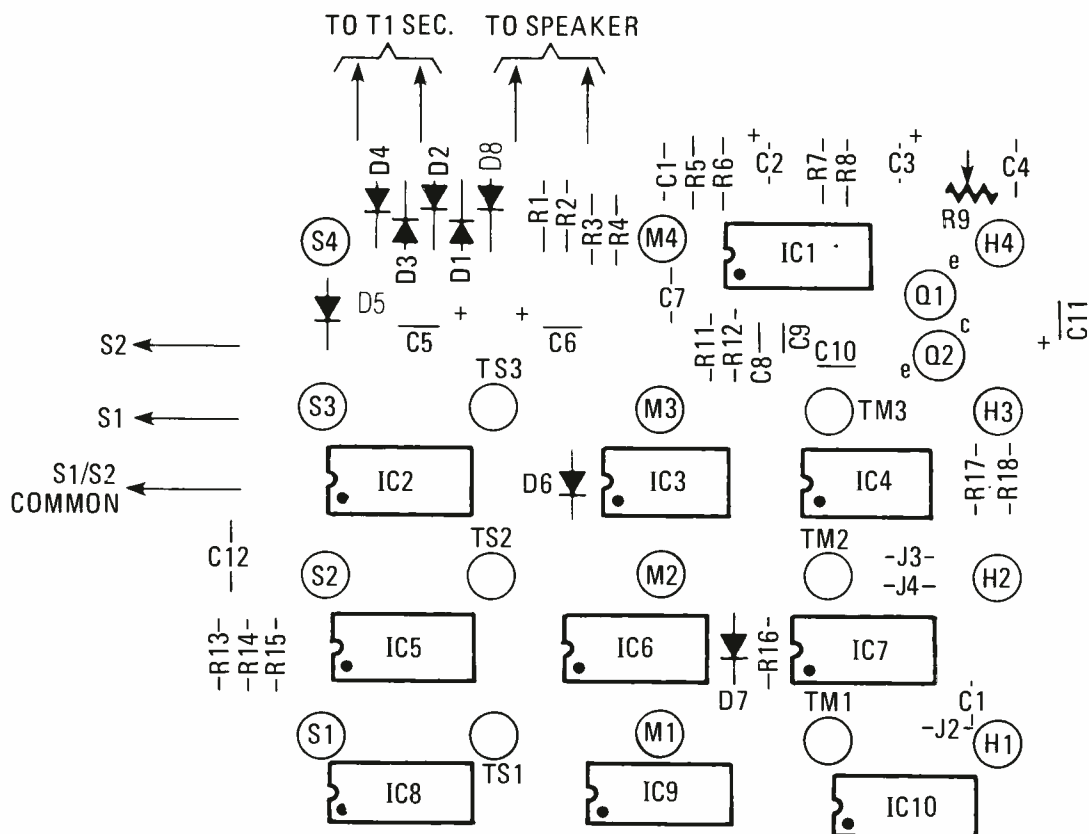 TO T1 SEC. TO SPEAKER
D4 D2 D8
D3 D1
R1 R2 R3 R4
C1 R5 R6 C2 + R7 R8 C3 + C4
R9
S4 M4 IC1 H4
D5
C5 + + C6
C7
R11 R12 C8 C9 C10
e
Q1
c
Q2
e
+ C11
S2
S1
S1/S2
COMMON
S3 TS3 M3 TM3 H3
IC2 D6 IC3 IC4 R17 R18
C12
S2 TS2 M2 TM2 J3 H2
J4
R13 R14 R15
IC5 IC6 D7 R16 IC7
C1
J2
S1 TS1 M1 TM1 H1
IC8 IC9 IC10